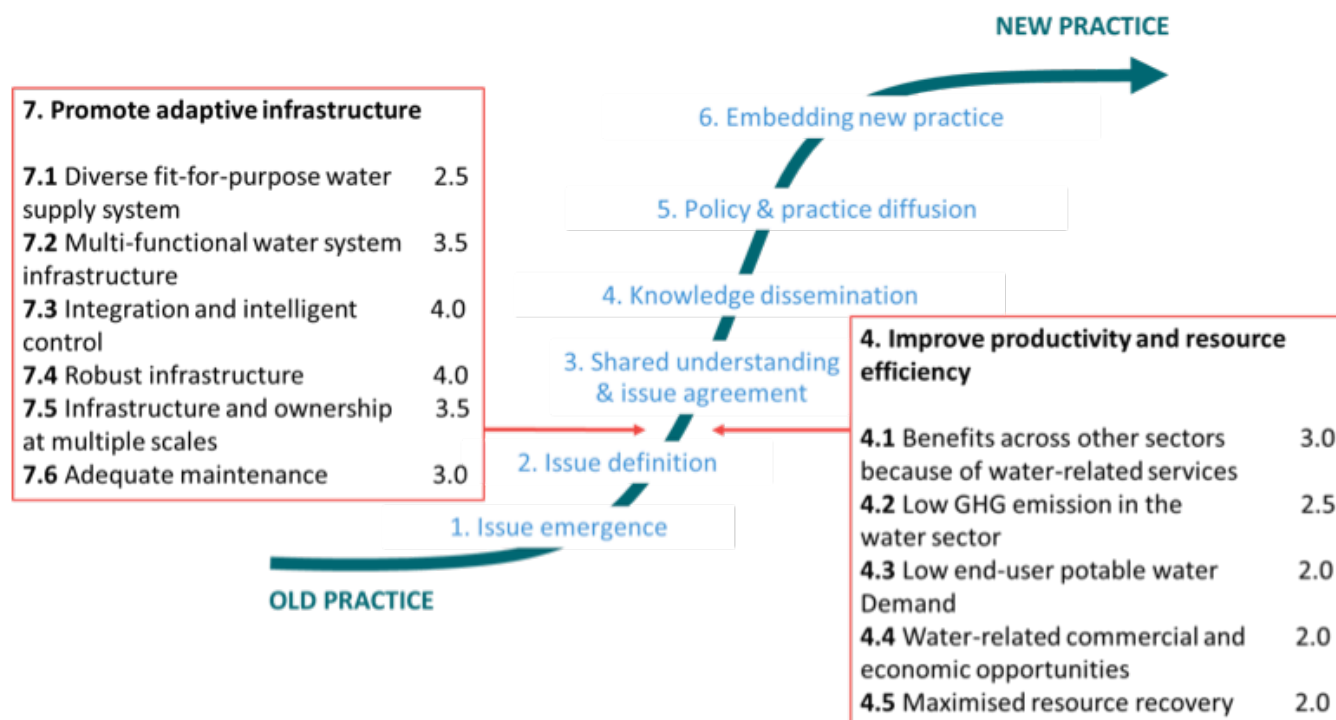 NEW PRACTICE
7. Promote adaptive infrastructure
7.1 Diverse fit-for-purpose water 2.5
supply system
7.2 Multi-functional water system 3.5
infrastructure
7.3 Integration and intelligent 4.0
control
7.4 Robust infrastructure 4.0
7.5 Infrastructure and ownership 3.5
at multiple scales
7.6 Adequate maintenance 3.0
6. Embedding new practice
5. Policy & practice diffusion
4. Knowledge dissemination
3. Shared understanding
& issue agreement
2. Issue definition
1. Issue emergence
OLD PRACTICE
4. Improve productivity and resource
efficiency
4.1 Benefits across other sectors 3.0
because of water-related services
4.2 Low GHG emission in the 2.5
water sector
4.3 Low end-user potable water 2.0
Demand
4.4 Water-related commercial and 2.0
economic opportunities
4.5 Maximised resource recovery 2.0